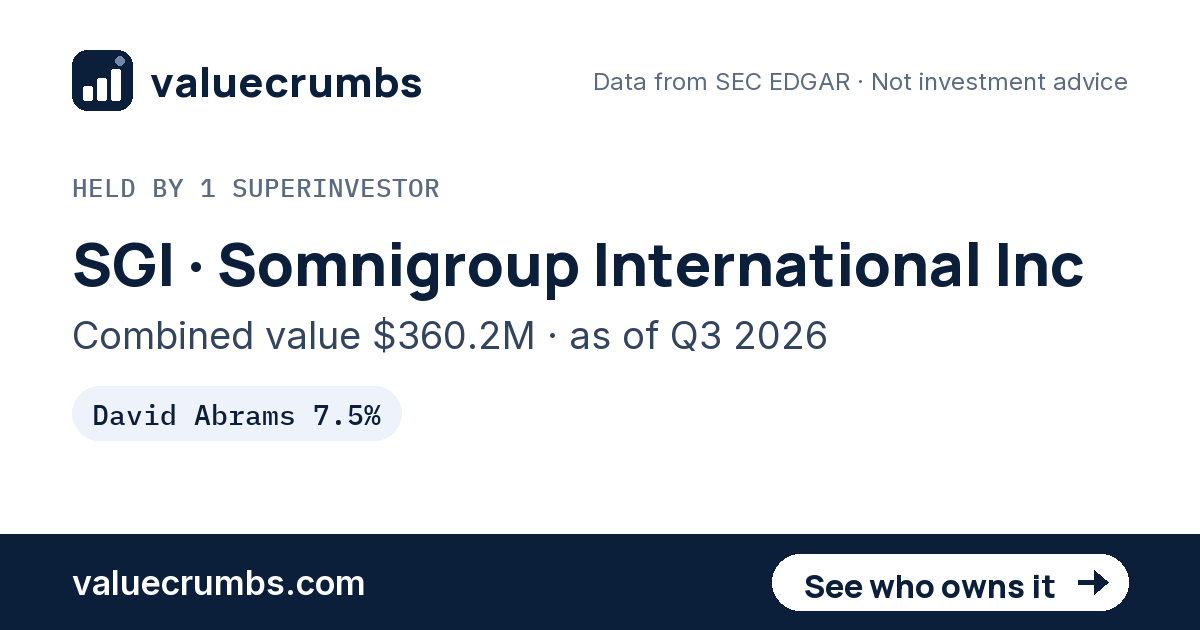 valuecrumbs
Data from SEC EDGAR · Not investment advice
HELD BY 1 SUPERINVESTOR
SGI · Somnigroup International Inc
Combined value $360.2M · as of Q3 2026
David Abrams 7.5%
valuecrumbs.com
See who owns it →